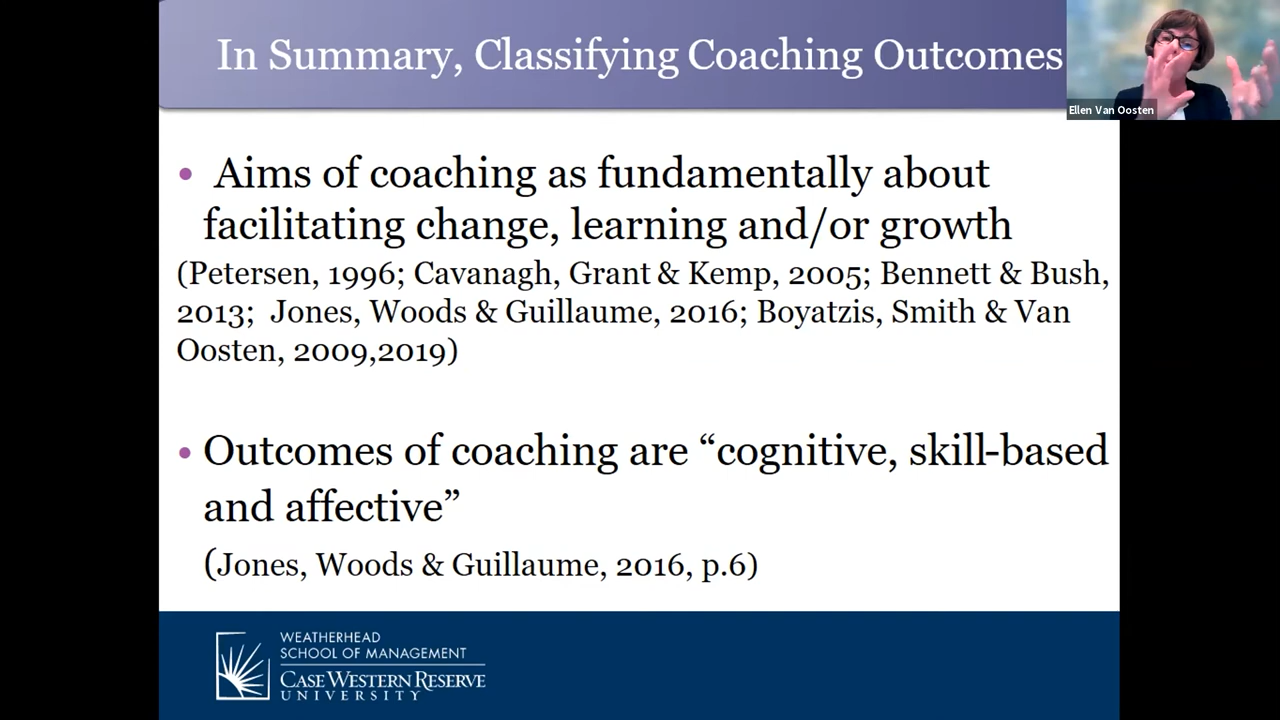 In Summary, Classifying Coaching Outcomes
Ellen Van Oosten
• Aims of coaching as fundamentally about
facilitating change, learning and/or growth
(Petersen, 1996; Cavanagh, Grant & Kemp, 2005; Bennett & Bush,
2013; Jones, Woods & Guillaume, 2016; Boyatzis, Smith & Van
Oosten, 2009,2019)
• Outcomes of coaching are “cognitive, skill-based
and affective”
(Jones, Woods & Guillaume, 2016, p.6)
WEATHERHEAD
SCHOOL OF MANAGEMENT
CASE WESTERN RESERVE
UNIVERSITY